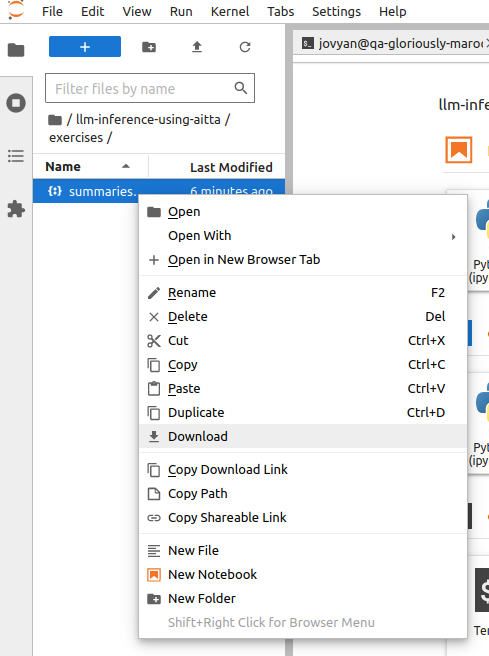 File Edit View Run Kernel Tabs Settings Help
jovyan@qa-gloriously-maroo
Filter files by name
/ llm-inference-using-aitta /
exercises /
Name Last Modified
summaries. 6 minutes ago
llm-infere
Open
Open With
Open in New Browser Tab
Rename F2
Delete Del
Cut Ctrl+X
Copy Ctrl+C
Paste Ctrl+V
Duplicate Ctrl+D
Download
Copy Download Link
Copy Path
Copy Shareable Link
New File
New Notebook
New Folder
Shift+Right Click for Browser Menu
Pyt
(ipy
Pyt
(ipy
$
Ter